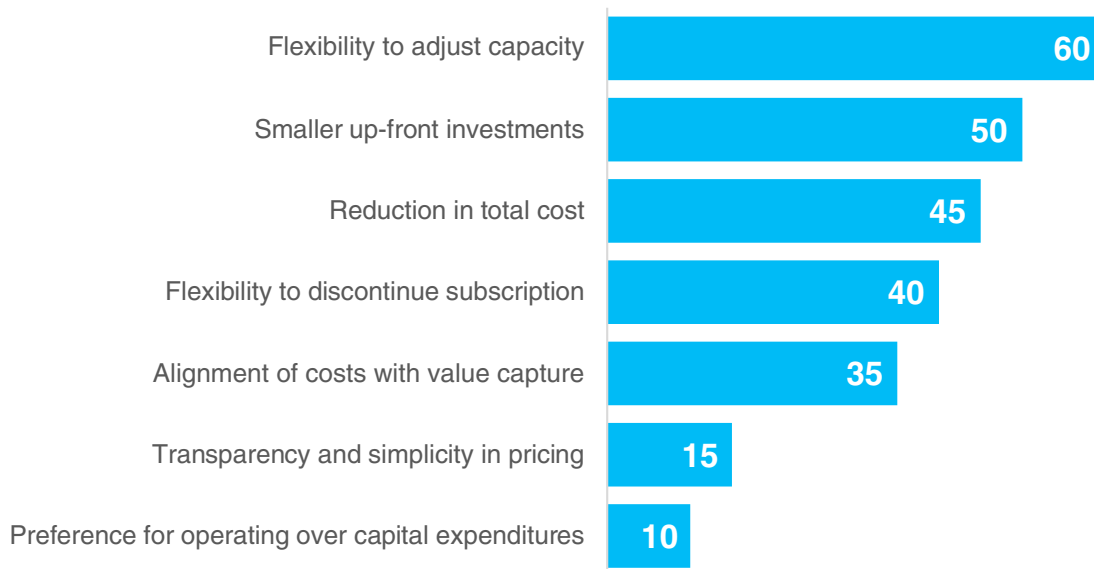 Flexibility to adjust capacity 60
Smaller up-front investments 50
Reduction in total cost 45
Flexibility to discontinue subscription 40
Alignment of costs with value capture 35
Transparency and simplicity in pricing 15
Preference for operating over capital expenditures 10